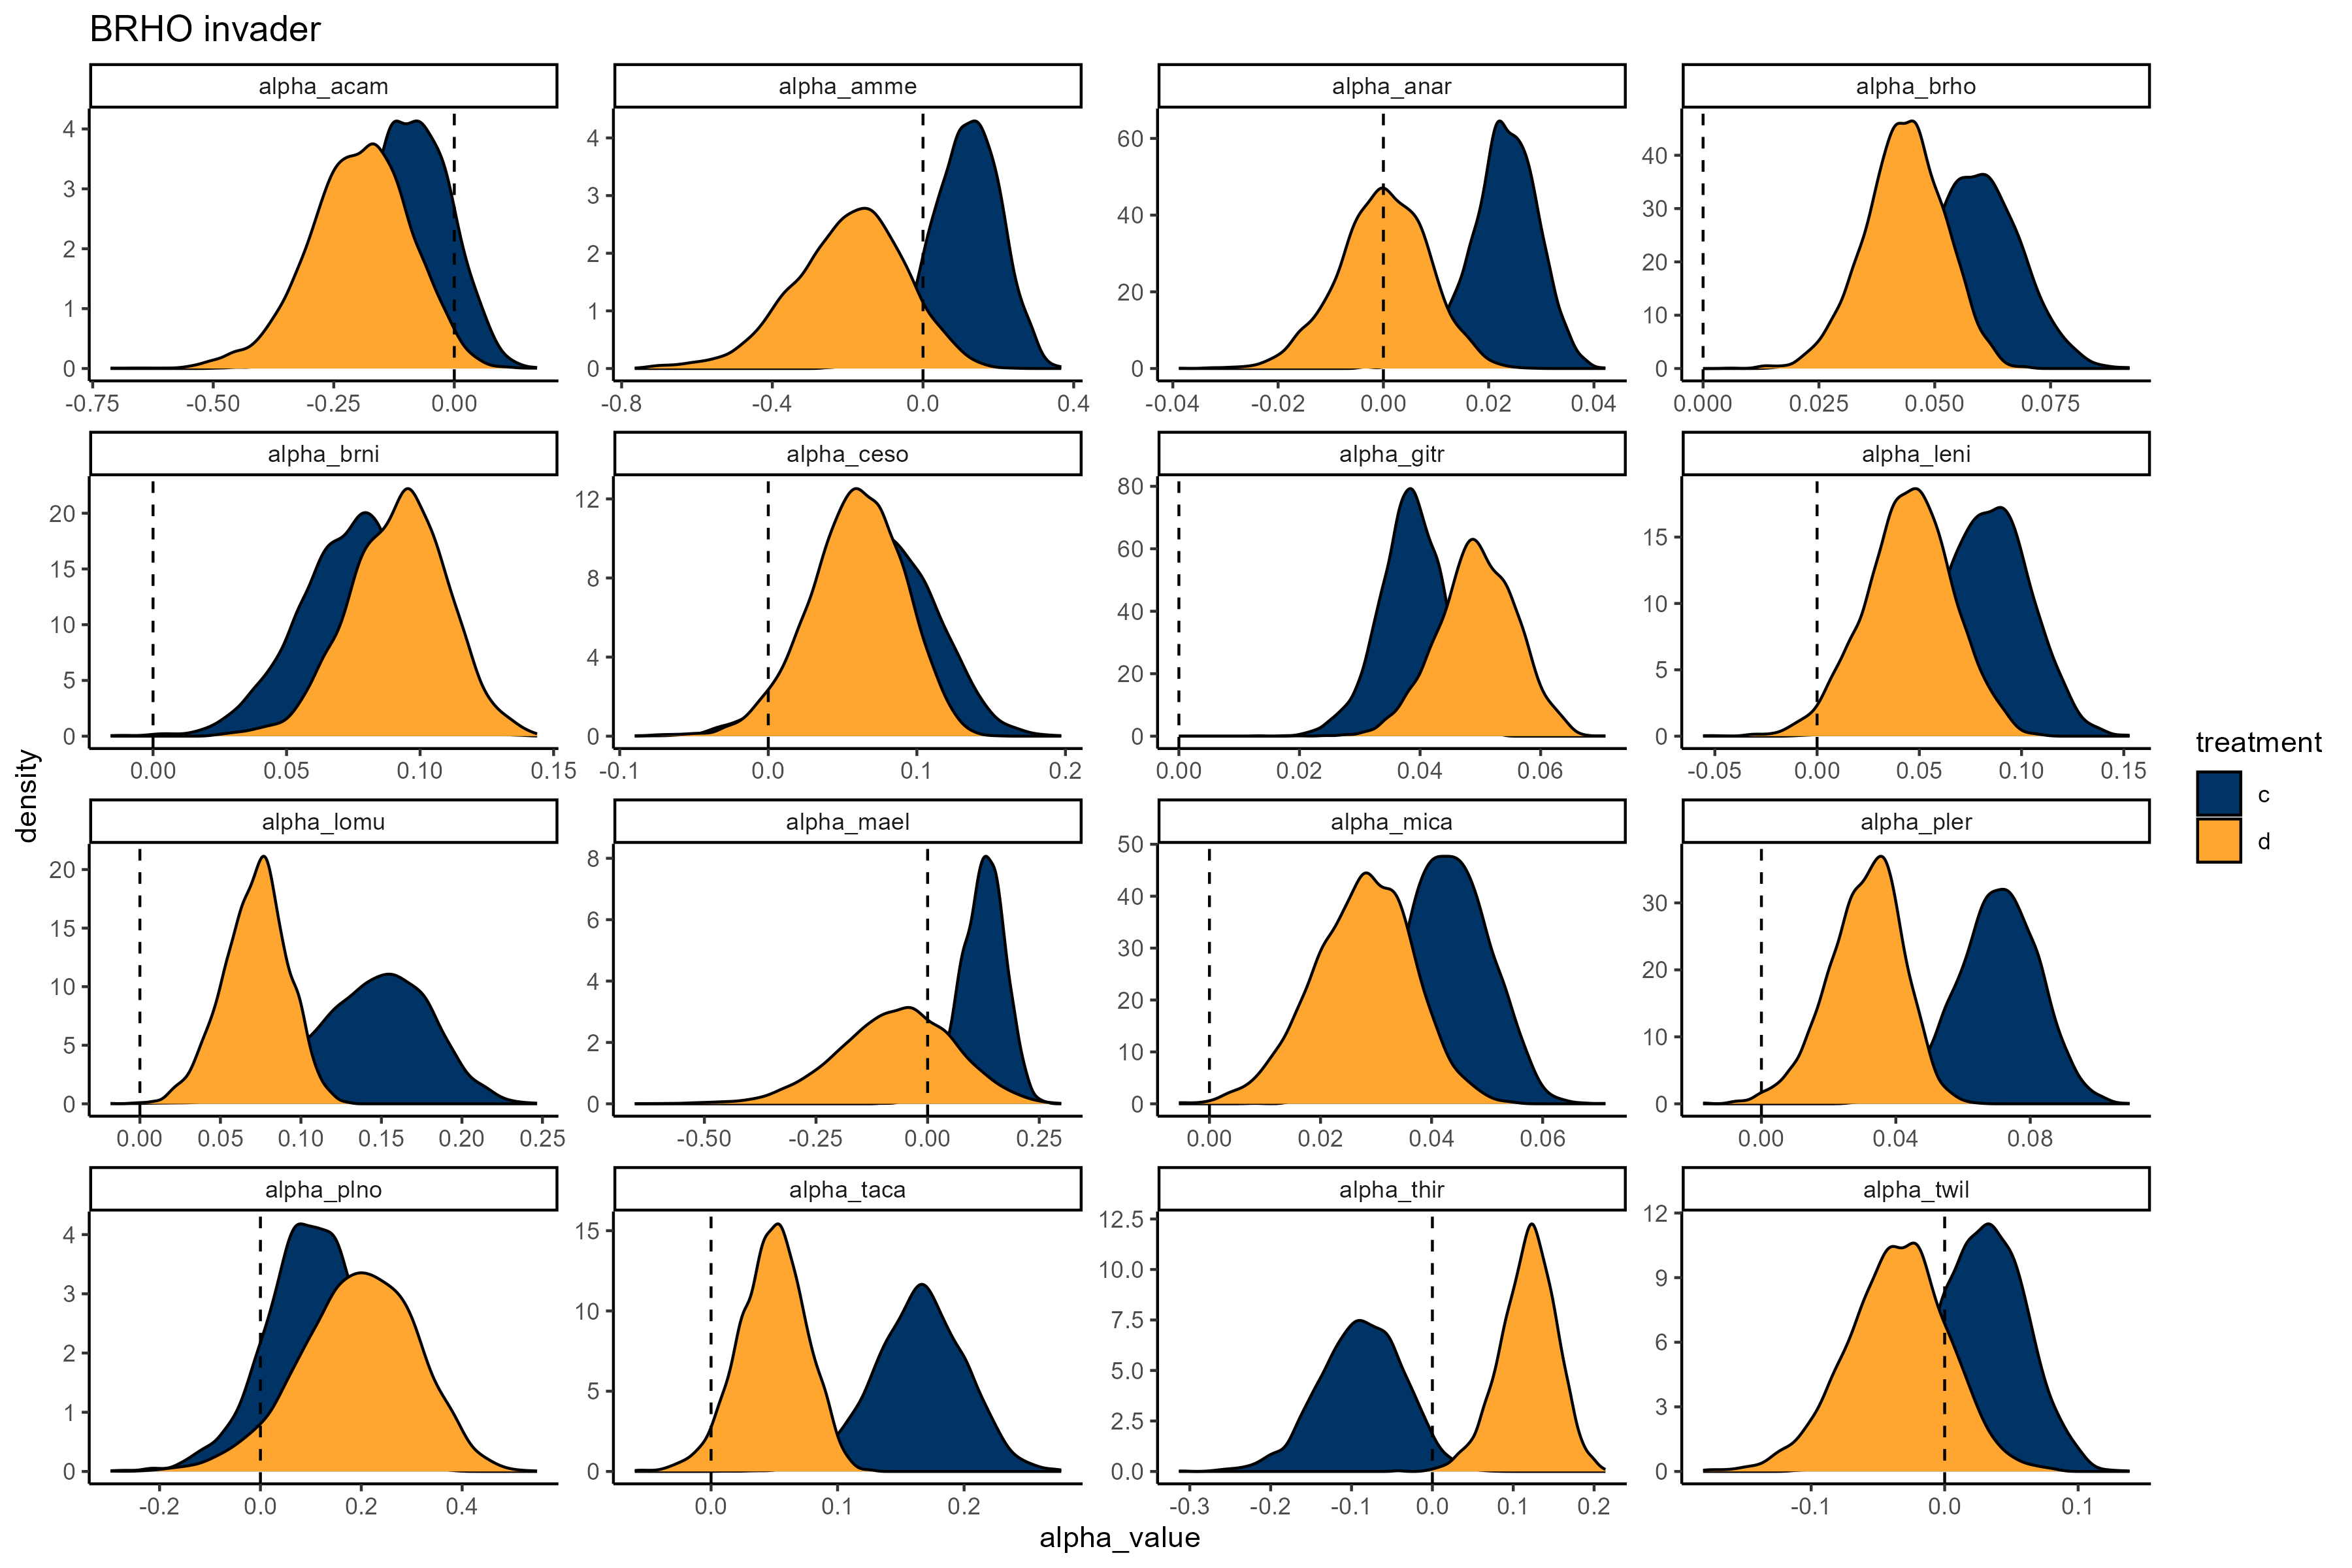 BRHO invader
alpha_acam alpha_amme alpha_anar alpha_brho
4 3 2 1 0
4 3 2 1 0
60 40 20 0
40 30 20 10 0
-0.75 -0.50 -0.25 0.00
-0.8 -0.4 0.0 0.4
-0.04 -0.02 0.00 0.02 0.04
0.000 0.025 0.050 0.075
alpha_brni alpha_ceso alpha_gitr alpha_leni
20 15 10 5 0
12 8 4 0
80 60 40 20 0
15 10 5 0
0.00 0.05 0.10 0.15
-0.1 0.0 0.1 0.2
0.00 0.02 0.04 0.06
-0.05 0.00 0.05 0.10 0.15
alpha_lomu alpha_mael alpha_mica alpha_pler
20 15 10 5 0
8 6 4 2 0
50 40 30 20 10 0
30 20 10 0
0.00 0.05 0.10 0.15 0.20 0.25
-0.50 -0.25 0.00 0.25
0.00 0.02 0.04 0.06
0.00 0.04 0.08
alpha_plno alpha_taca alpha_thir alpha_twil
4 3 2 1 0
15 10 5 0
12.5 10.0 7.5 5.0 2.5 0.0
12 9 6 3 0
-0.2 0.0 0.2 0.4
0.0 0.1 0.2
-0.3 -0.2 -0.1 0.0 0.1 0.2
-0.1 0.0 0.1
density
alpha_value
treatment
c
d